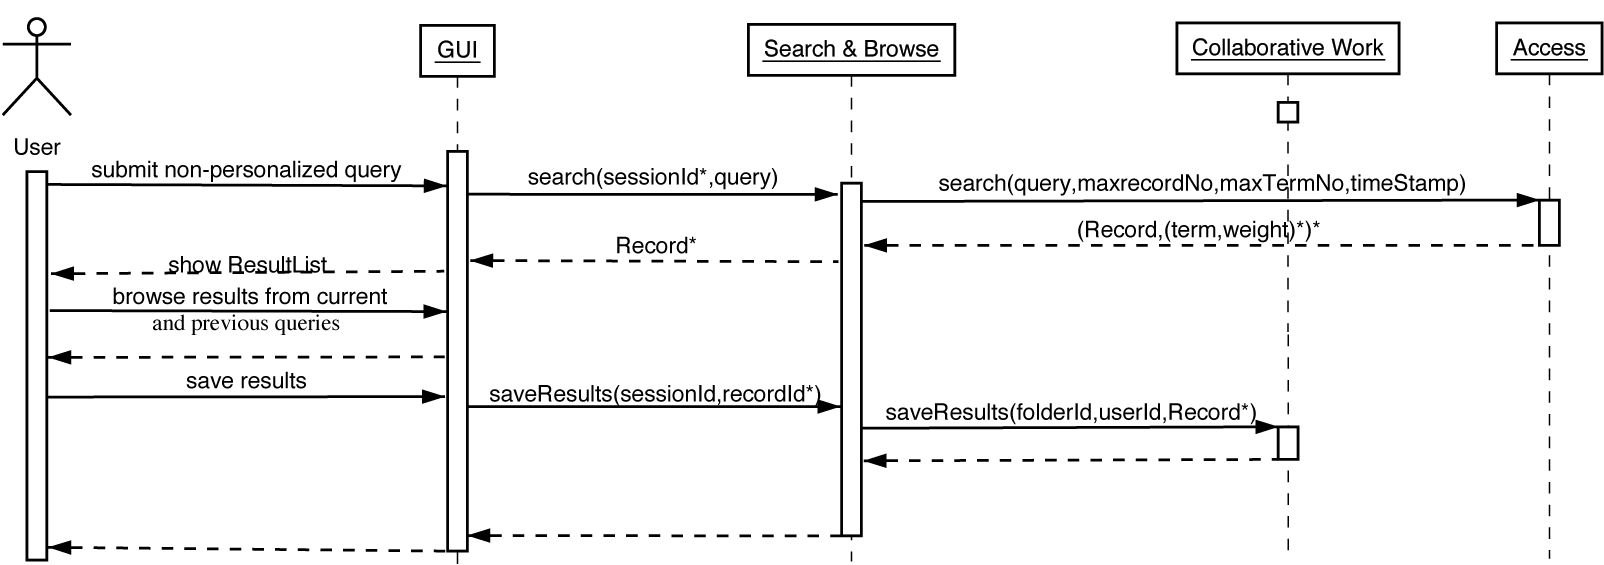 GUI
Search & Browse
Collaborative Work
Access
User
submit non-personalized query
search(sessionId*,query)
search(query,maxrecordNo,maxTermNo,timeStamp)
(Record,(term,weight)*)*
Record*
show ResultList
browse results from current
and previous queries
save results
saveResults(sessionId,recordId*)
saveResults(folderId,userId,Record*)